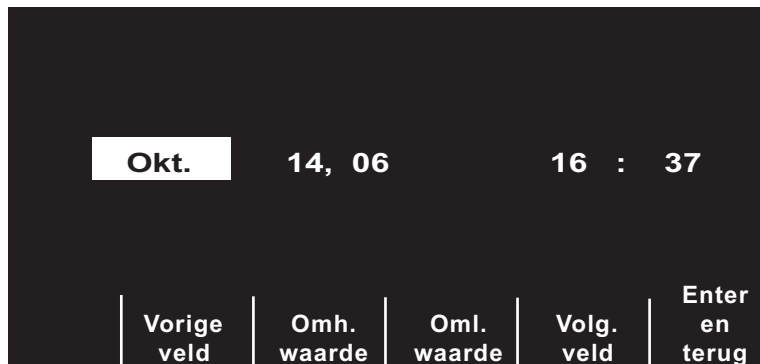 Okt. 14, 06 16 : 37
Vorige veld
Omh. waarde
Oml. waarde
Volg. veld
Enter en terug